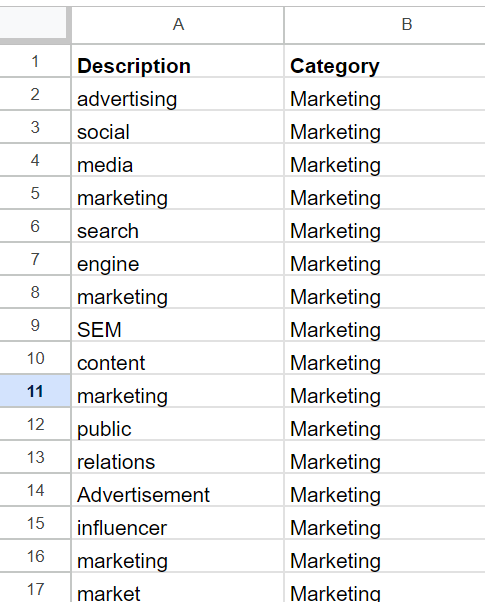 A B
1 Description Category
2 advertising Marketing
3 social Marketing
4 media Marketing
5 marketing Marketing
6 search Marketing
7 engine Marketing
8 marketing Marketing
9 SEM Marketing
10 content Marketing
11 marketing Marketing
12 public Marketing
13 relations Marketing
14 Advertisement Marketing
15 influencer Marketing
16 marketing Marketing
17 market Marketing